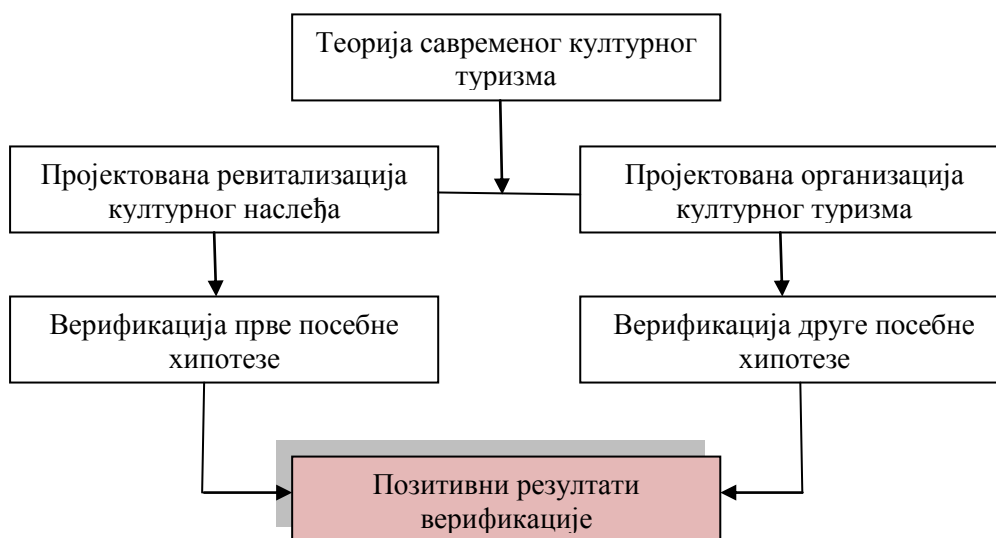 Теорија савременог културног
туризма
Пројектована ревитализација
културног наслеђа
Пројектована организација
културног туризма
Верификација прве посебне
хипотезе
Верификација друге посебне
хипотезе
Позитивни резултати
верификације